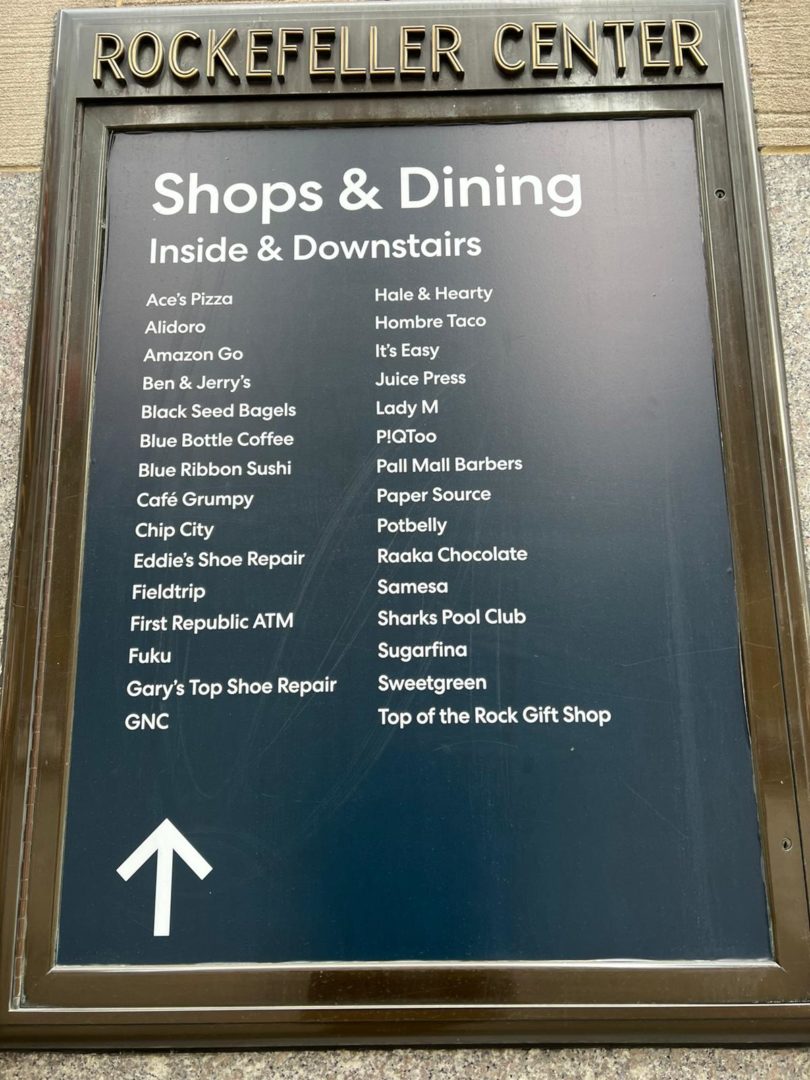 ROCKEFELLER CENTER
Shops & Dining
Inside & Downstairs
Ace's Pizza
Alidoro
Amazon Go
Ben & Jerry's
Black Seed Bagels
Blue Bottle Coffee
Blue Ribbon Sushi
Café Grumpy
Chip City
Eddie's Shoe Repair
Fieldtrip
First Republic ATM
Fuku
Gary's Top Shoe Repair
GNC
Hale & Hearty
Hombre Taco
It's Easy
Juice Press
Lady M
P!QToo
Pall Mall Barbers
Paper Source
Potbelly
Raaka Chocolate
Samesa
Sharks Pool Club
Sugarfina
Sweetgreen
Top of the Rock Gift Shop